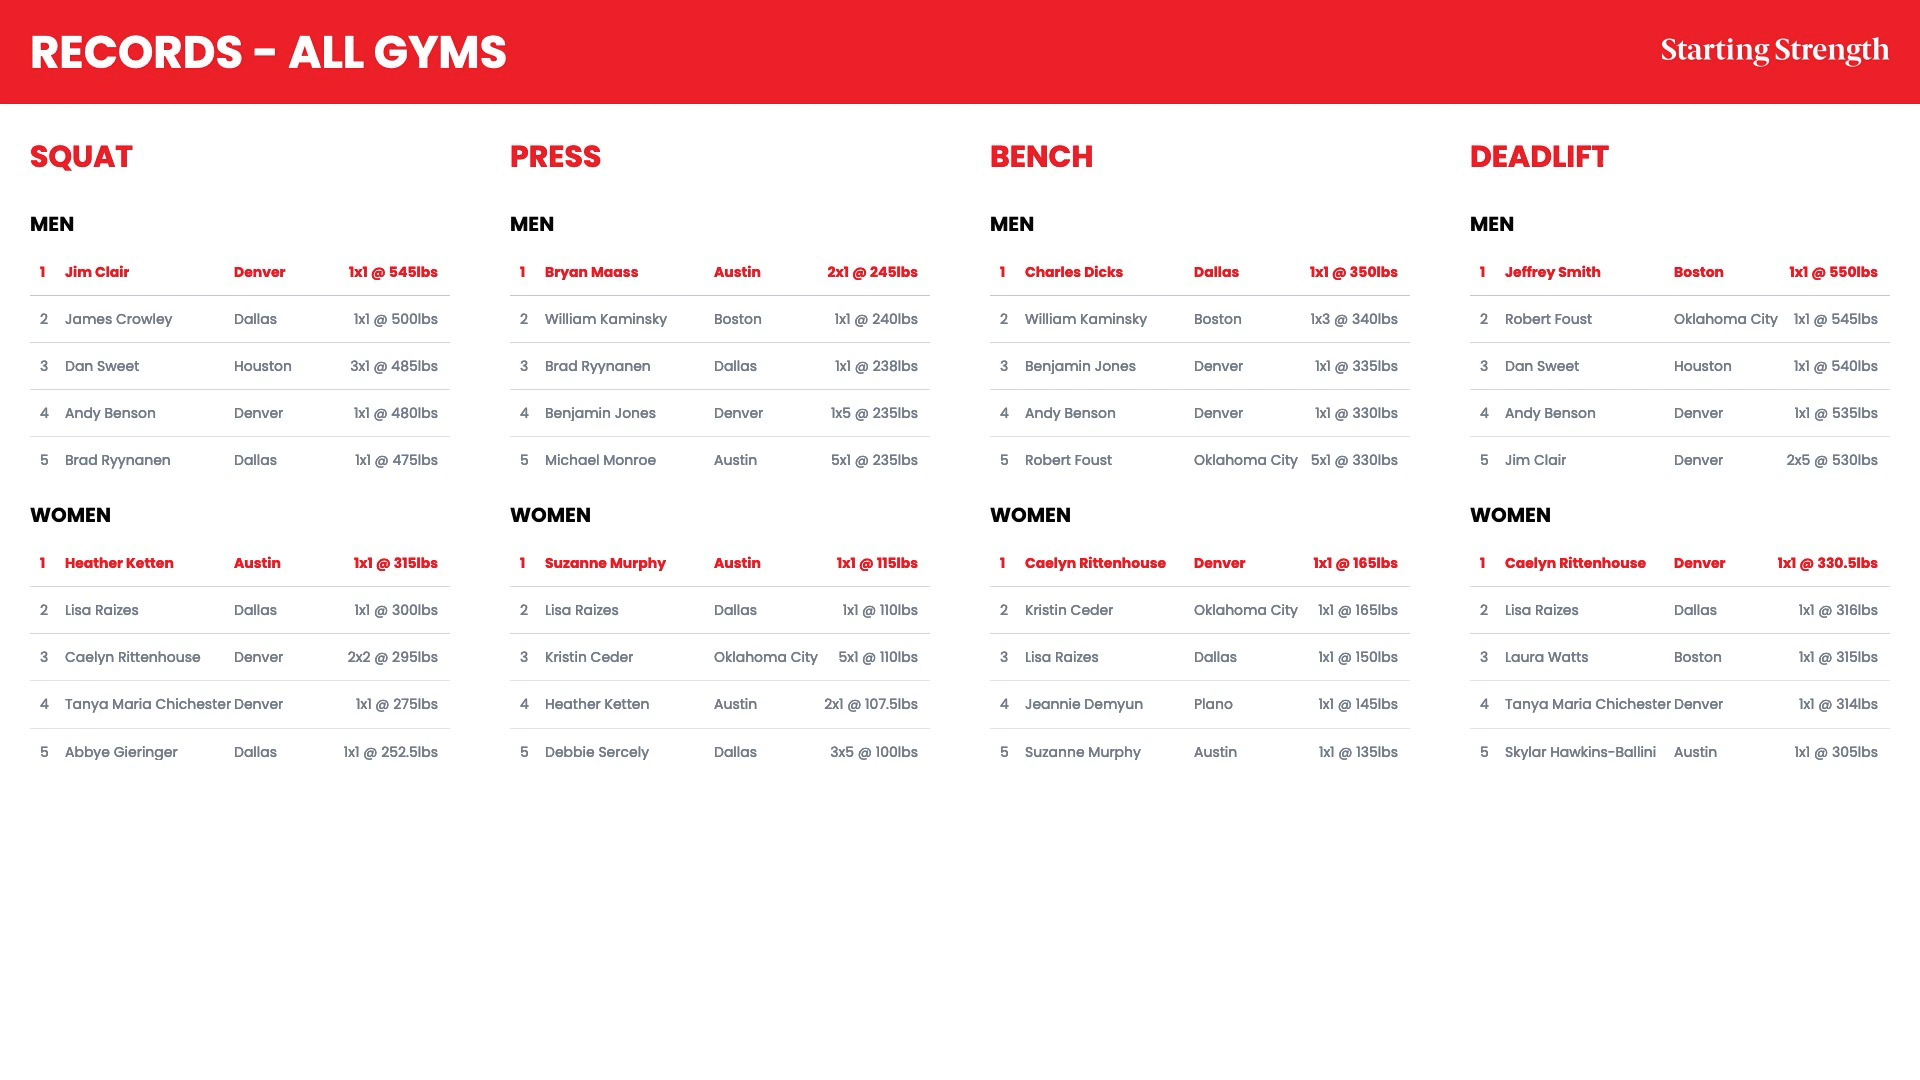 RECORDS - ALL GYMS
Starting Strength
SQUAT
MEN
1 Jim Clair Denver 1x1 @ 545lbs
2 James Crowley Dallas 1x1 @ 500lbs
3 Dan Sweet Houston 3x1 @ 485lbs
4 Andy Benson Denver 1x1 @ 480lbs
5 Brad Ryynanen Dallas 1x1 @ 475lbs
WOMEN
1 Heather Ketten Austin 1x1 @ 315lbs
2 Lisa Raizes Dallas 1x1 @ 300lbs
3 Caelyn Rittenhouse Denver 2x2 @ 295lbs
4 Tanya Maria Chichester Denver 1x1 @ 275lbs
5 Abbye Gieringer Dallas 1x1 @ 252.5lbs
PRESS
MEN
1 Bryan Maass Austin 2x1 @ 245lbs
2 William Kaminsky Boston 1x1 @ 240lbs
3 Brad Ryynanen Dallas 1x1 @ 238lbs
4 Benjamin Jones Denver 1x5 @ 235lbs
5 Michael Monroe Austin 5x1 @ 235lbs
WOMEN
1 Suzanne Murphy Austin 1x1 @ 115lbs
2 Lisa Raizes Dallas 1x1 @ 110lbs
3 Kristin Ceder Oklahoma City 5x1 @ 110lbs
4 Heather Ketten Austin 2x1 @ 107.5lbs
5 Debbie Sercely Dallas 3x5 @ 100lbs
BENCH
MEN
1 Charles Dicks Dallas 1x1 @ 350lbs
2 William Kaminsky Boston 1x3 @ 340lbs
3 Benjamin Jones Denver 1x1 @ 335lbs
4 Andy Benson Denver 1x1 @ 330lbs
5 Robert Foust Oklahoma City 5x1 @ 330lbs
WOMEN
1 Caelyn Rittenhouse Denver 1x1 @ 165lbs
2 Kristin Ceder Oklahoma City 1x1 @ 165lbs
3 Lisa Raizes Dallas 1x1 @ 150lbs
4 Jeannie Demyun Plano 1x1 @ 145lbs
5 Suzanne Murphy Austin 1x1 @ 135lbs
DEADLIFT
MEN
1 Jeffrey Smith Boston 1x1 @ 550lbs
2 Robert Foust Oklahoma City 1x1 @ 545lbs
3 Dan Sweet Houston 1x1 @ 540lbs
4 Andy Benson Denver 1x1 @ 535lbs
5 Jim Clair Denver 2x5 @ 530lbs
WOMEN
1 Caelyn Rittenhouse Denver 1x1 @ 330.5lbs
2 Lisa Raizes Dallas 1x1 @ 316lbs
3 Laura Watts Boston 1x1 @ 315lbs
4 Tanya Maria Chichester Denver 1x1 @ 314lbs
5 Skylar Hawkins-Ballini Austin 1x1 @ 305lbs